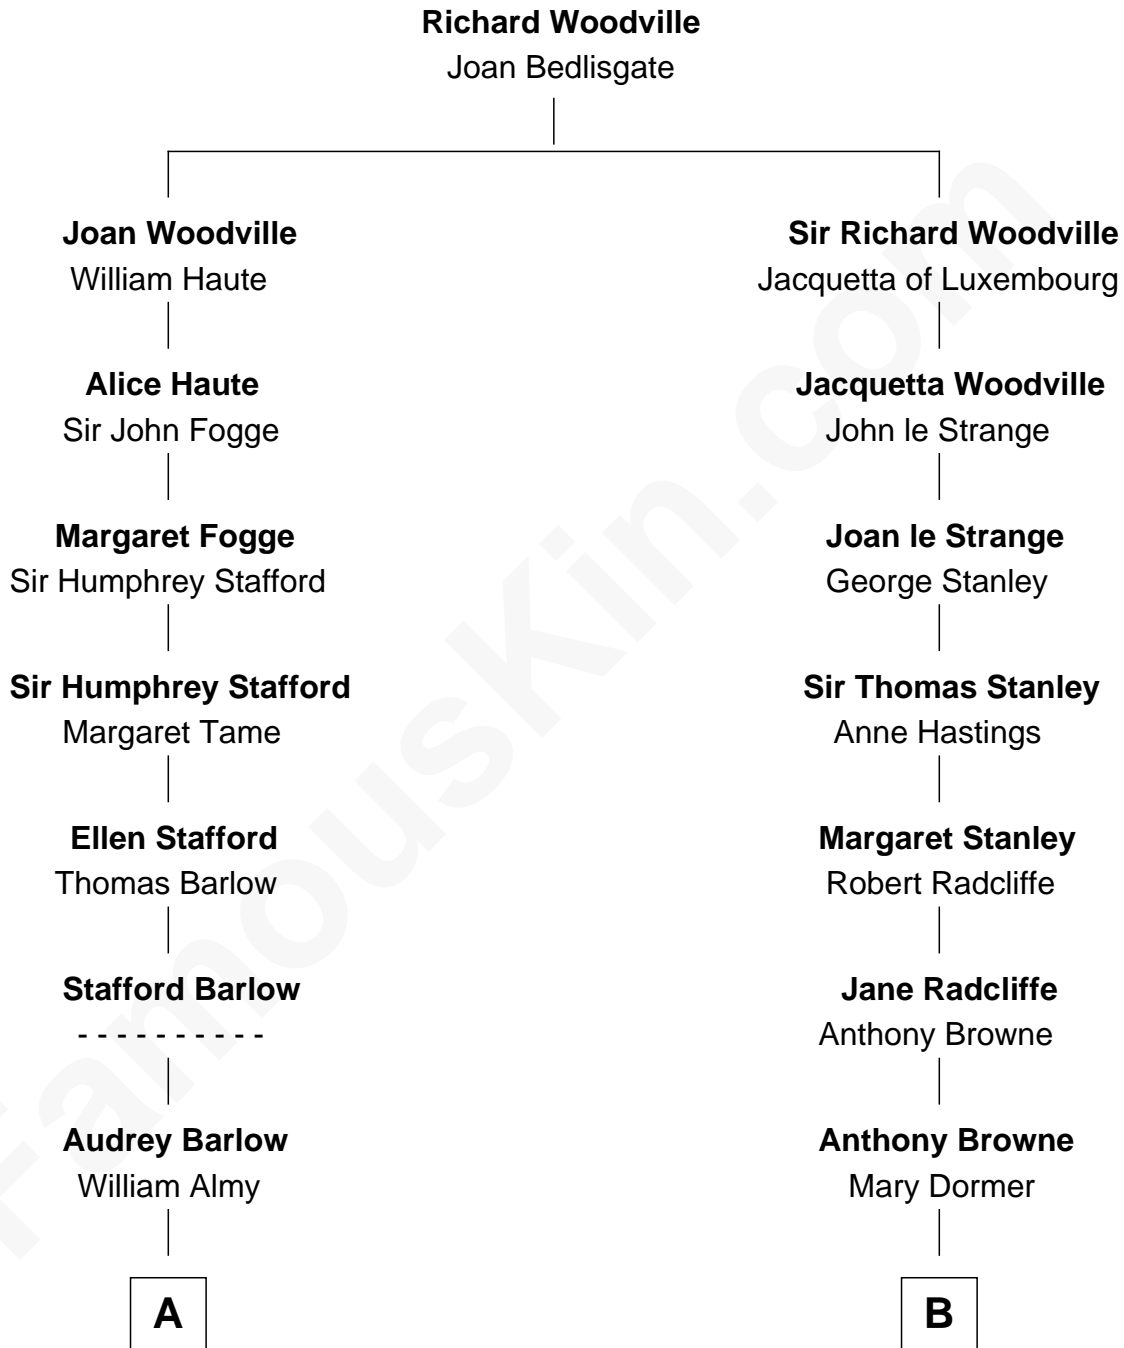 Richard Woodville
Joan Bedlisgate
Joan Woodville
William Haute
Sir Richard Woodville
Jacquetta of Luxembourg
Alice Haute
Sir John Fogge
Jacquetta Woodville
John le Strange
Margaret Fogge
Sir Humphrey Stafford
Joan le Strange
George Stanley
Sir Humphrey Stafford
Margaret Tame
Sir Thomas Stanley
Anne Hastings
Ellen Stafford
Thomas Barlow
Margaret Stanley
Robert Radcliffe
Stafford Barlow
- - - - - - - - - -
Jane Radcliffe
Anthony Browne
Audrey Barlow
William Almy
Anthony Browne
Mary Dormer
A
B
FamousKin.com